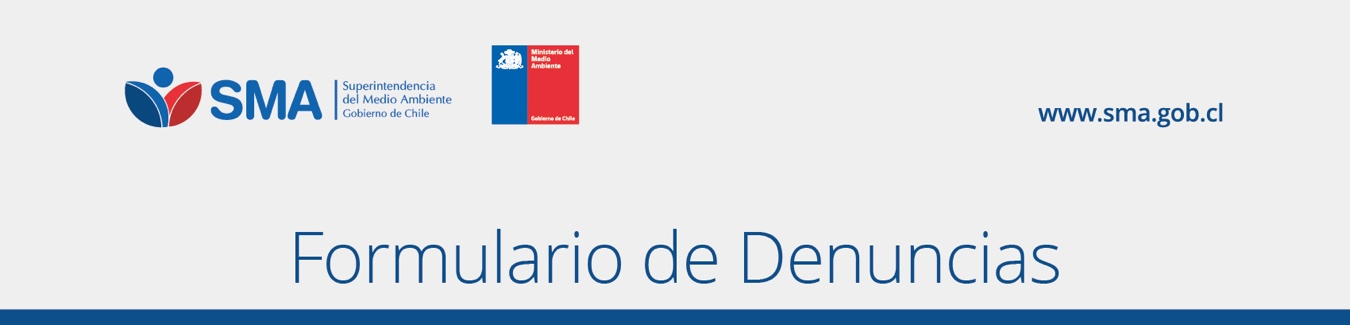 SMA
Superintendencia
del Medio Ambiente
Gobierno de Chile
Ministerio del
Medio
Ambiente
Gobierno de Chile
www.sma.gob.cl
Formulario de Denuncias